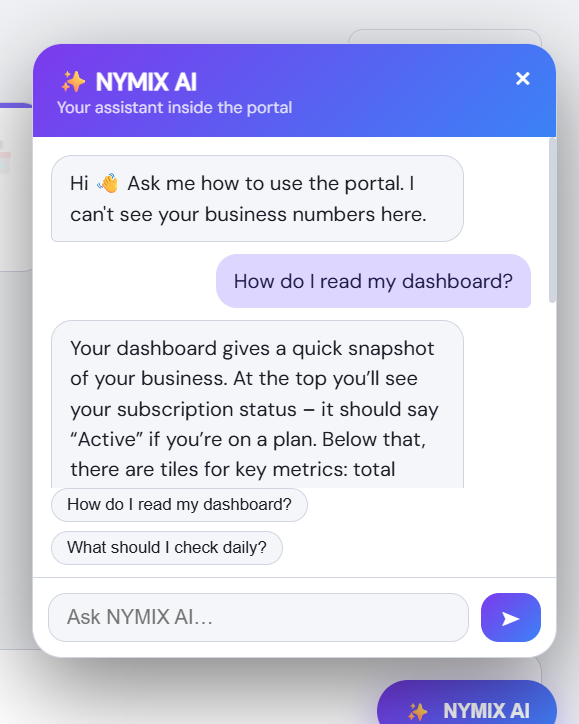 ✨ NYMIX AI
✕
Your assistant inside the portal
Hi 👋 Ask me how to use the portal. I
can't see your business numbers here.
How do I read my dashboard?
Your dashboard gives a quick snapshot
of your business. At the top you’ll see
your subscription status – it should say
“Active” if you’re on a plan. Below that,
there are tiles for key metrics: total
How do I read my dashboard?
What should I check daily?
Ask NYMIX AI…
➤
✨ NYMIX AI